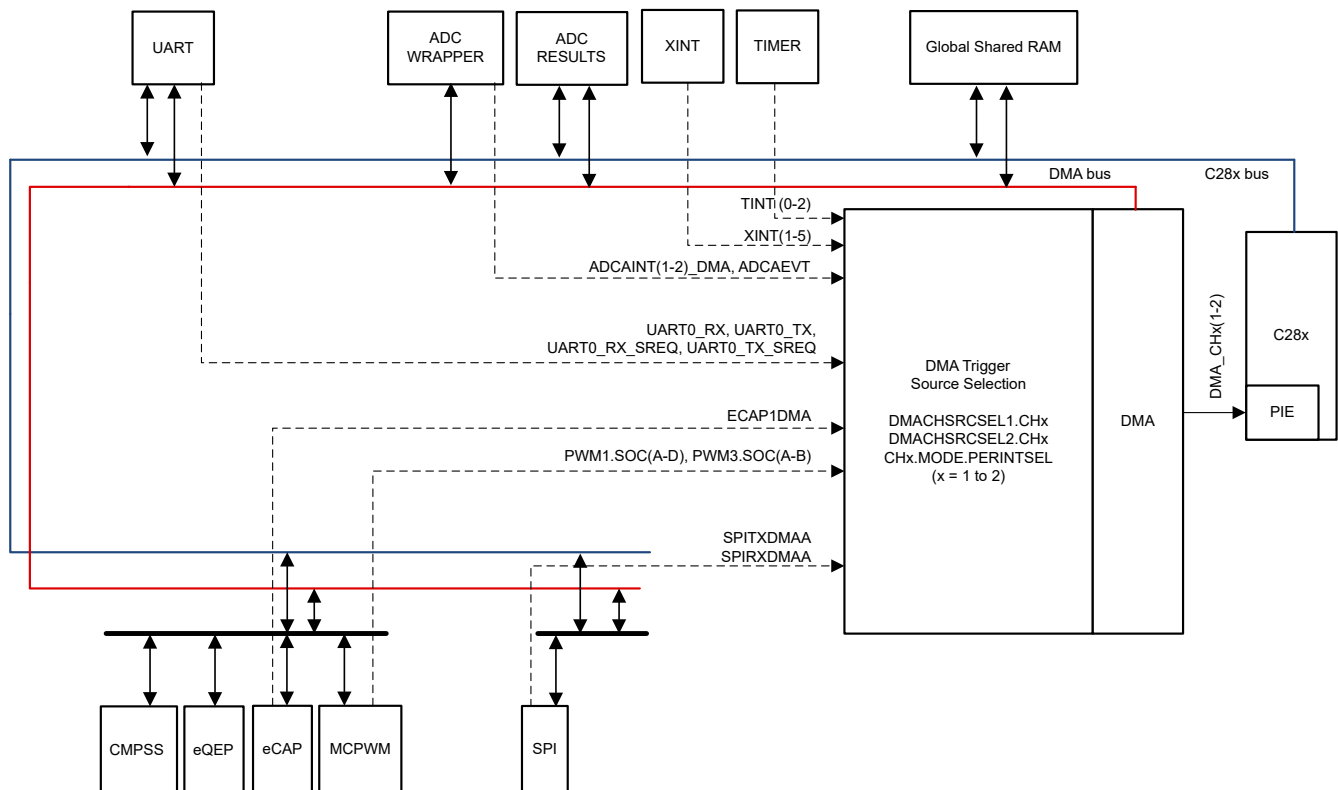 UART
ADC
WRAPPER
ADC
RESULTS
XINT
TIMER
Global Shared RAM
DMA bus
C28x bus
TINT (0-2)
XINT(1-5)
ADCAINT(1-2)_DMA, ADCAEVT
UART0_RX, UART0_TX,
UART0_RX_SREQ, UART0_TX_SREQ
ECAP1DMA
PWM1.SOC(A-D), PWM3.SOC(A-B)
SPITXDMAA
SPIRXDMAA
DMA Trigger
Source Selection
DMACHSRCSEL1.CHx
DMACHSRCSEL2.CHx
CHx.MODE.PERINTSEL
(x = 1 to 2)
DMA
DMA_CHx(1-2)
C28x
PIE
CMPSS
eQEP
eCAP
MCPWM
SPI